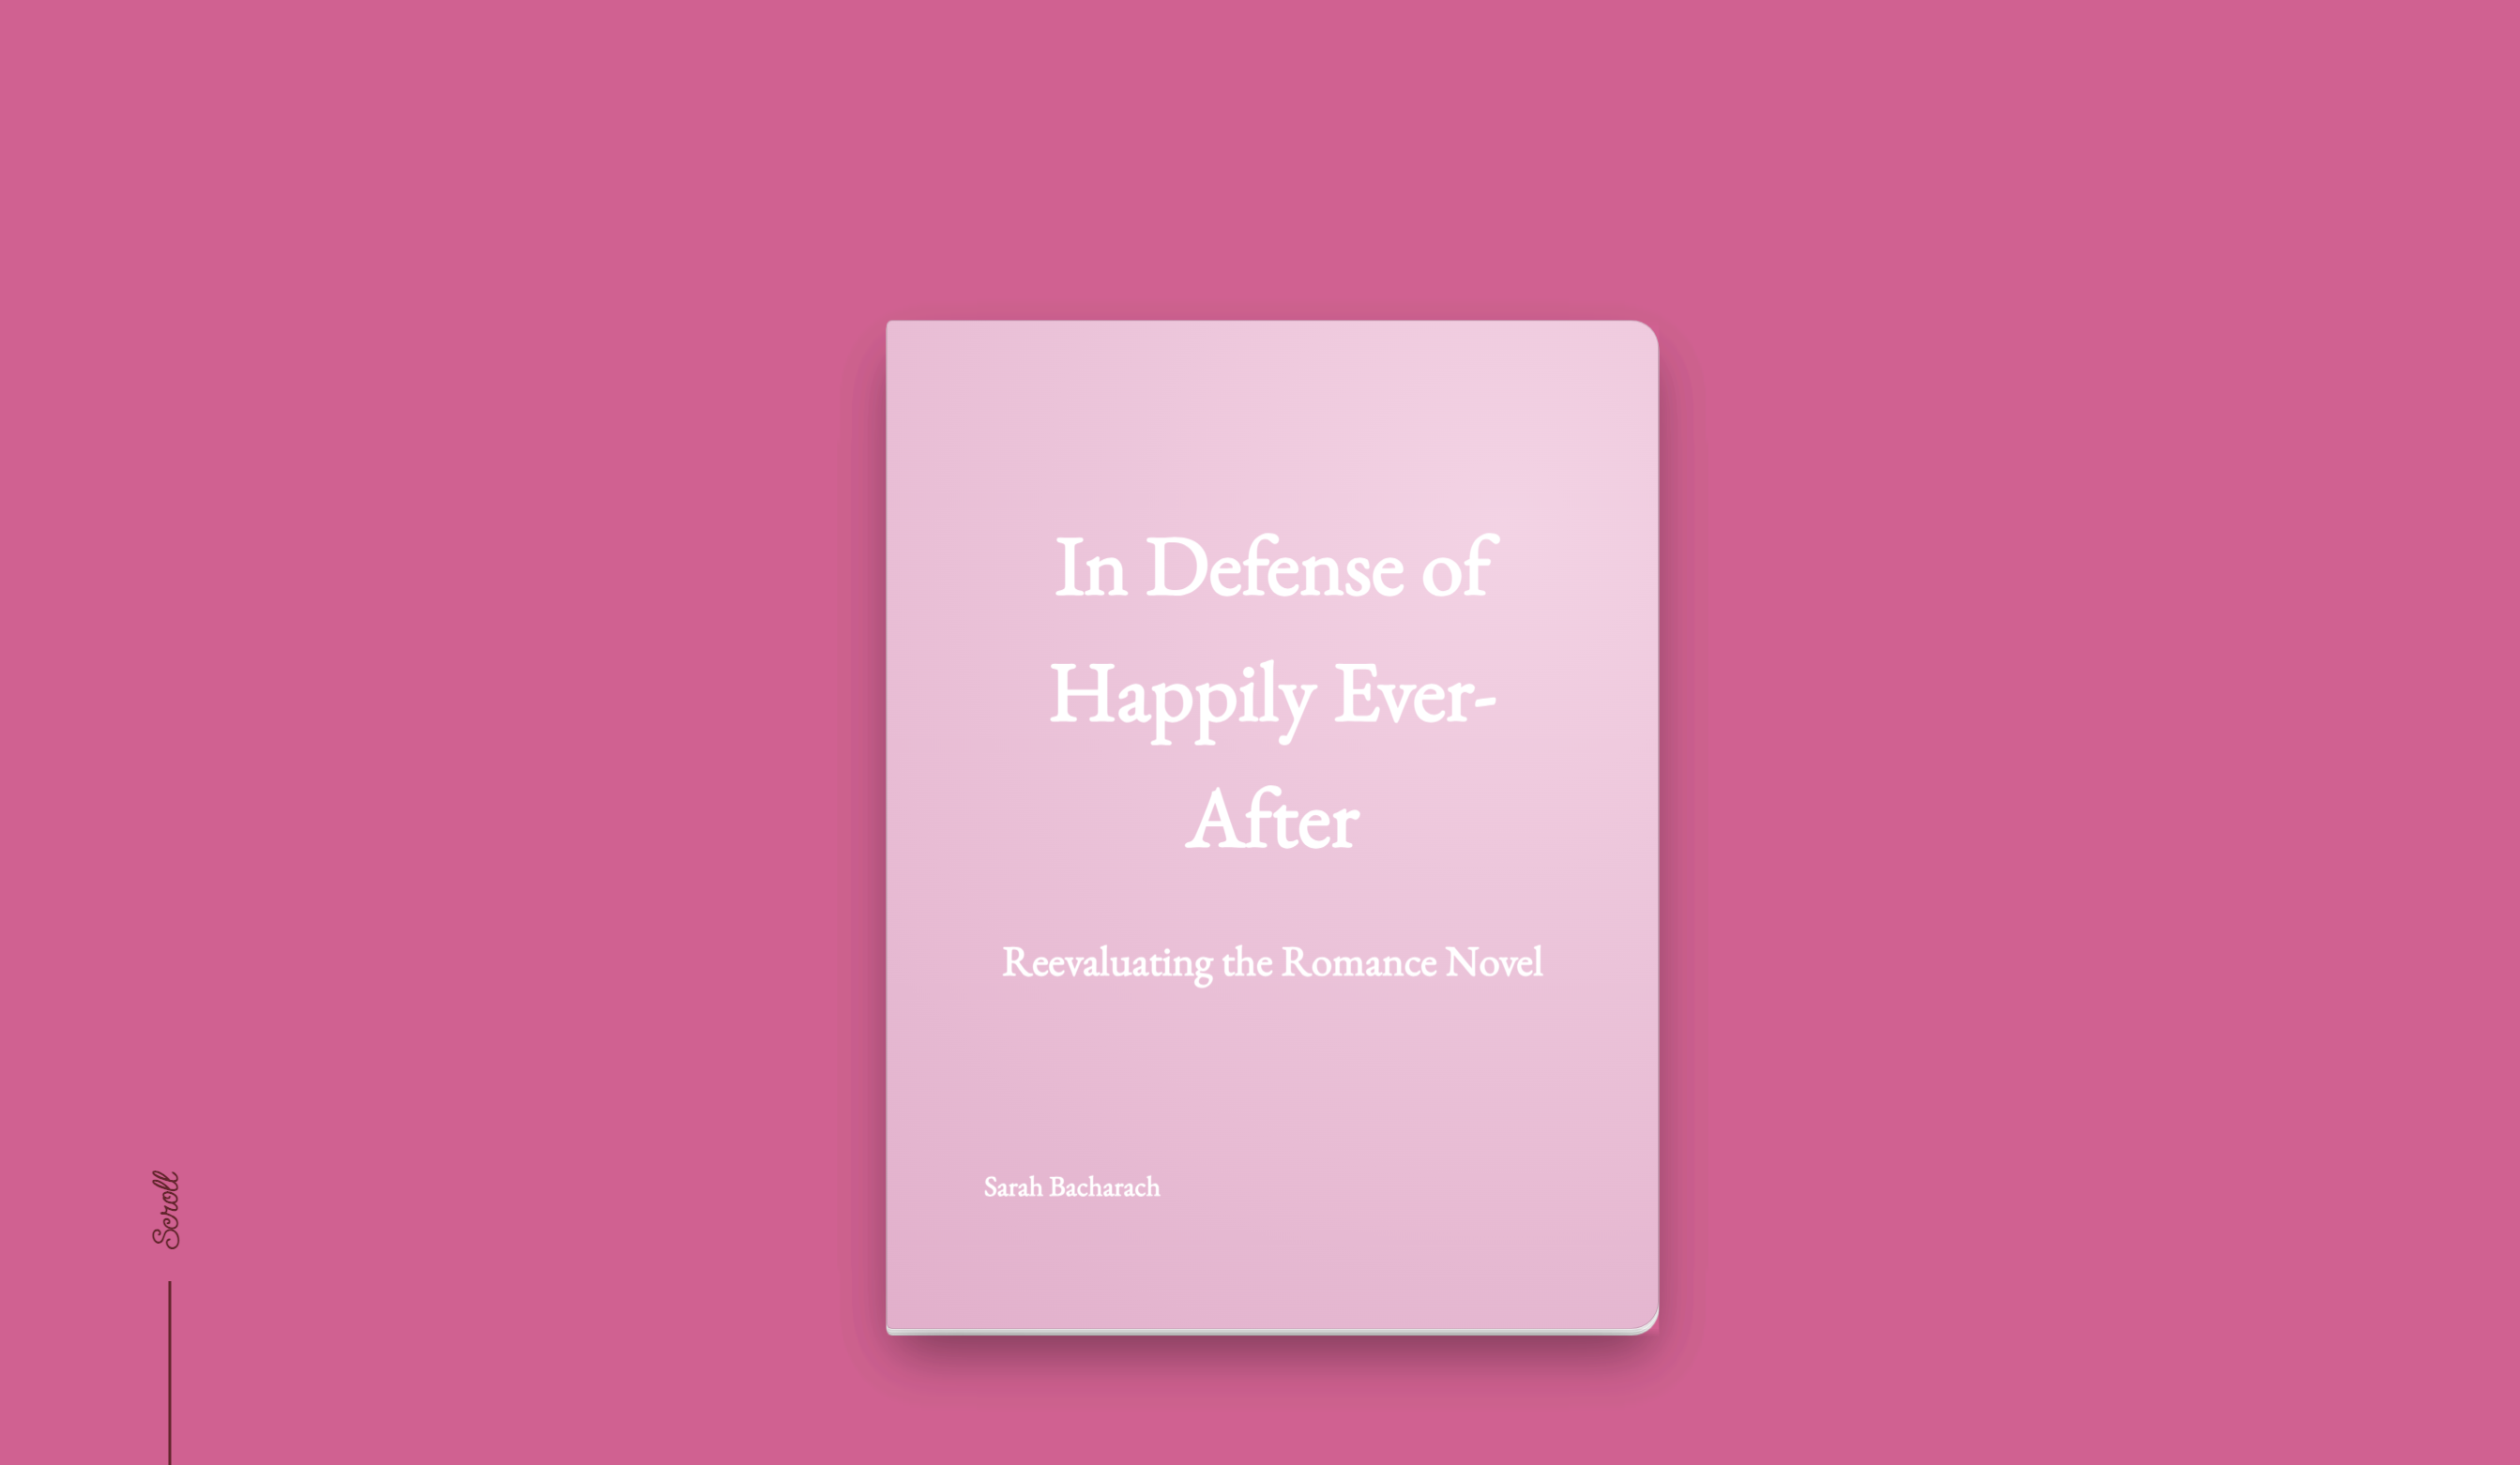 In Defense of
Happily Ever-
After
Reevaluating the Romance Novel
Sarah Bacharach
Scroll